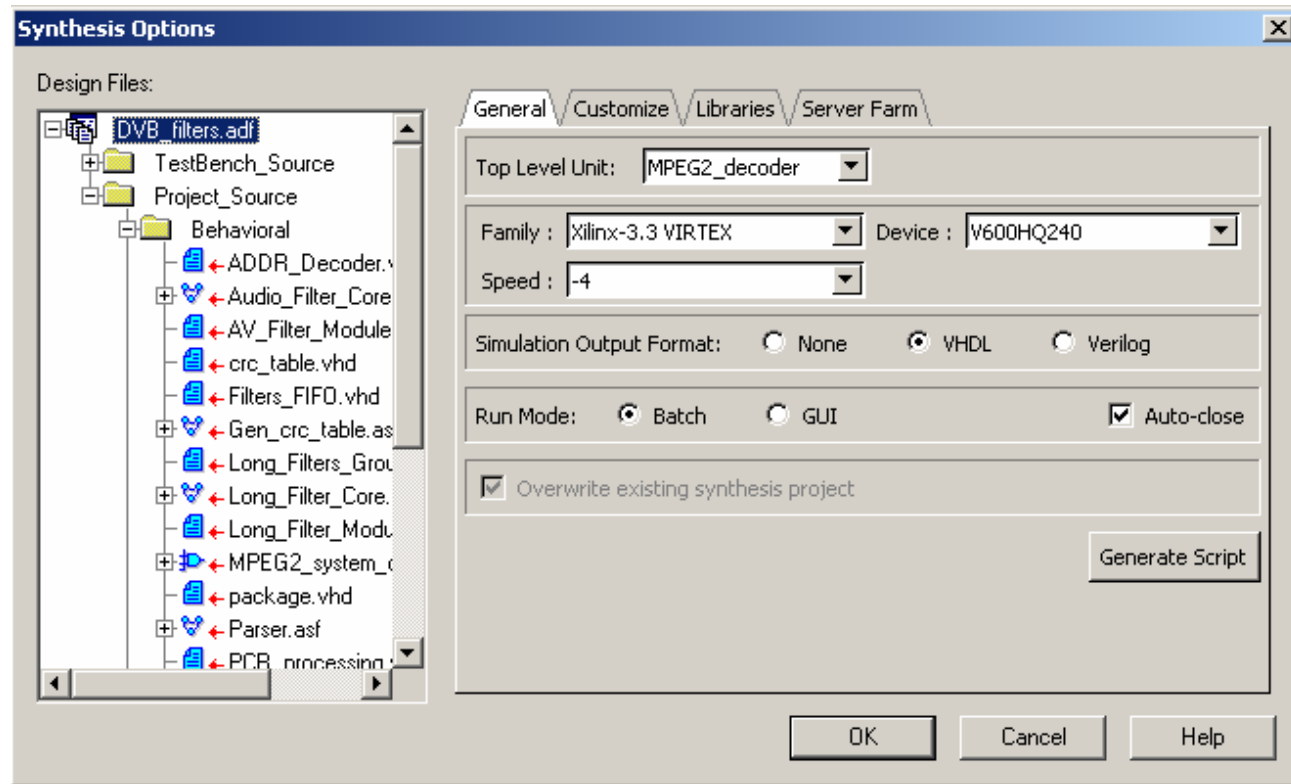 Synthesis Options
Design Files:
DVB_filters.adf
TestBench_Source
Project_Source
Behavioral
ADDR_Decoder.v
Audio_Filter_Core
AV_Filter_Module
crc_table.vhd
Filters_FIFO.vhd
Gen_crc_table.as
Long_Filters_Grou
Long_Filter_Core.
Long_Filter_Modu
MPEG2_system_c
package.vhd
Parser.asf
PCR_processing.
General Customize Libraries Server Farm
Top Level Unit: MPEG2_decoder
Family : Xilinx-3.3 VIRTEX Device : V600HQ240
Speed : -4
Simulation Output Format: None VHDL Verilog
Run Mode: Batch GUI Auto-close
Overwrite existing synthesis project
Generate Script
OK Cancel Help